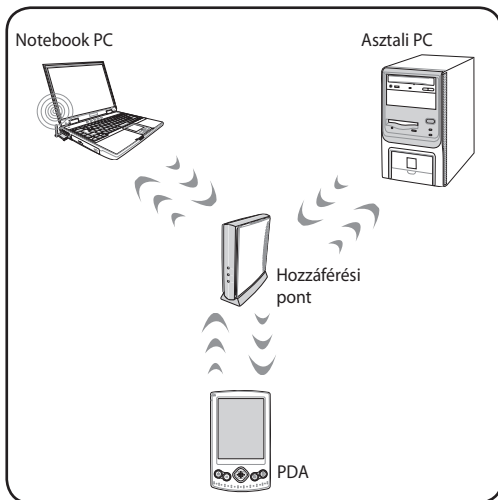 Notebook PC
Asztali PC
Hozzáférési
pont
PDA